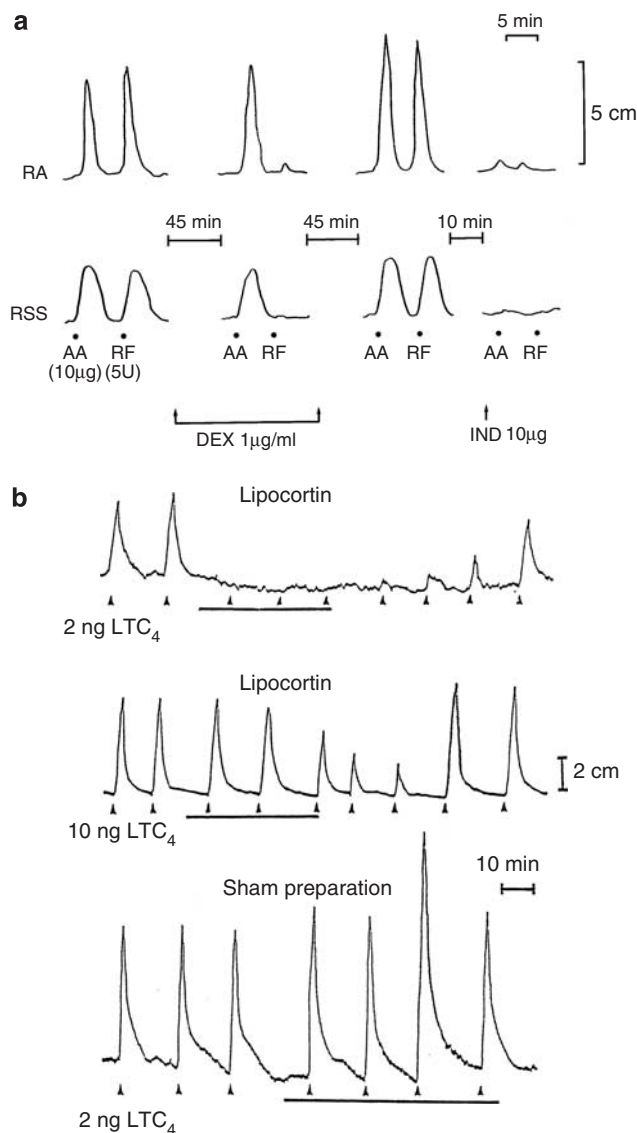 a
5 min
5 cm
RA
45 min 45 min 10 min
RSS
AA RF AA RF AA RF AA RF
(10µg) (5U)
DEX 1µg/ml IND 10µg
b
Lipocortin
2 ng LTC₄
Lipocortin
2 cm
10 ng LTC₄
10 min
Sham preparation
2 ng LTC₄